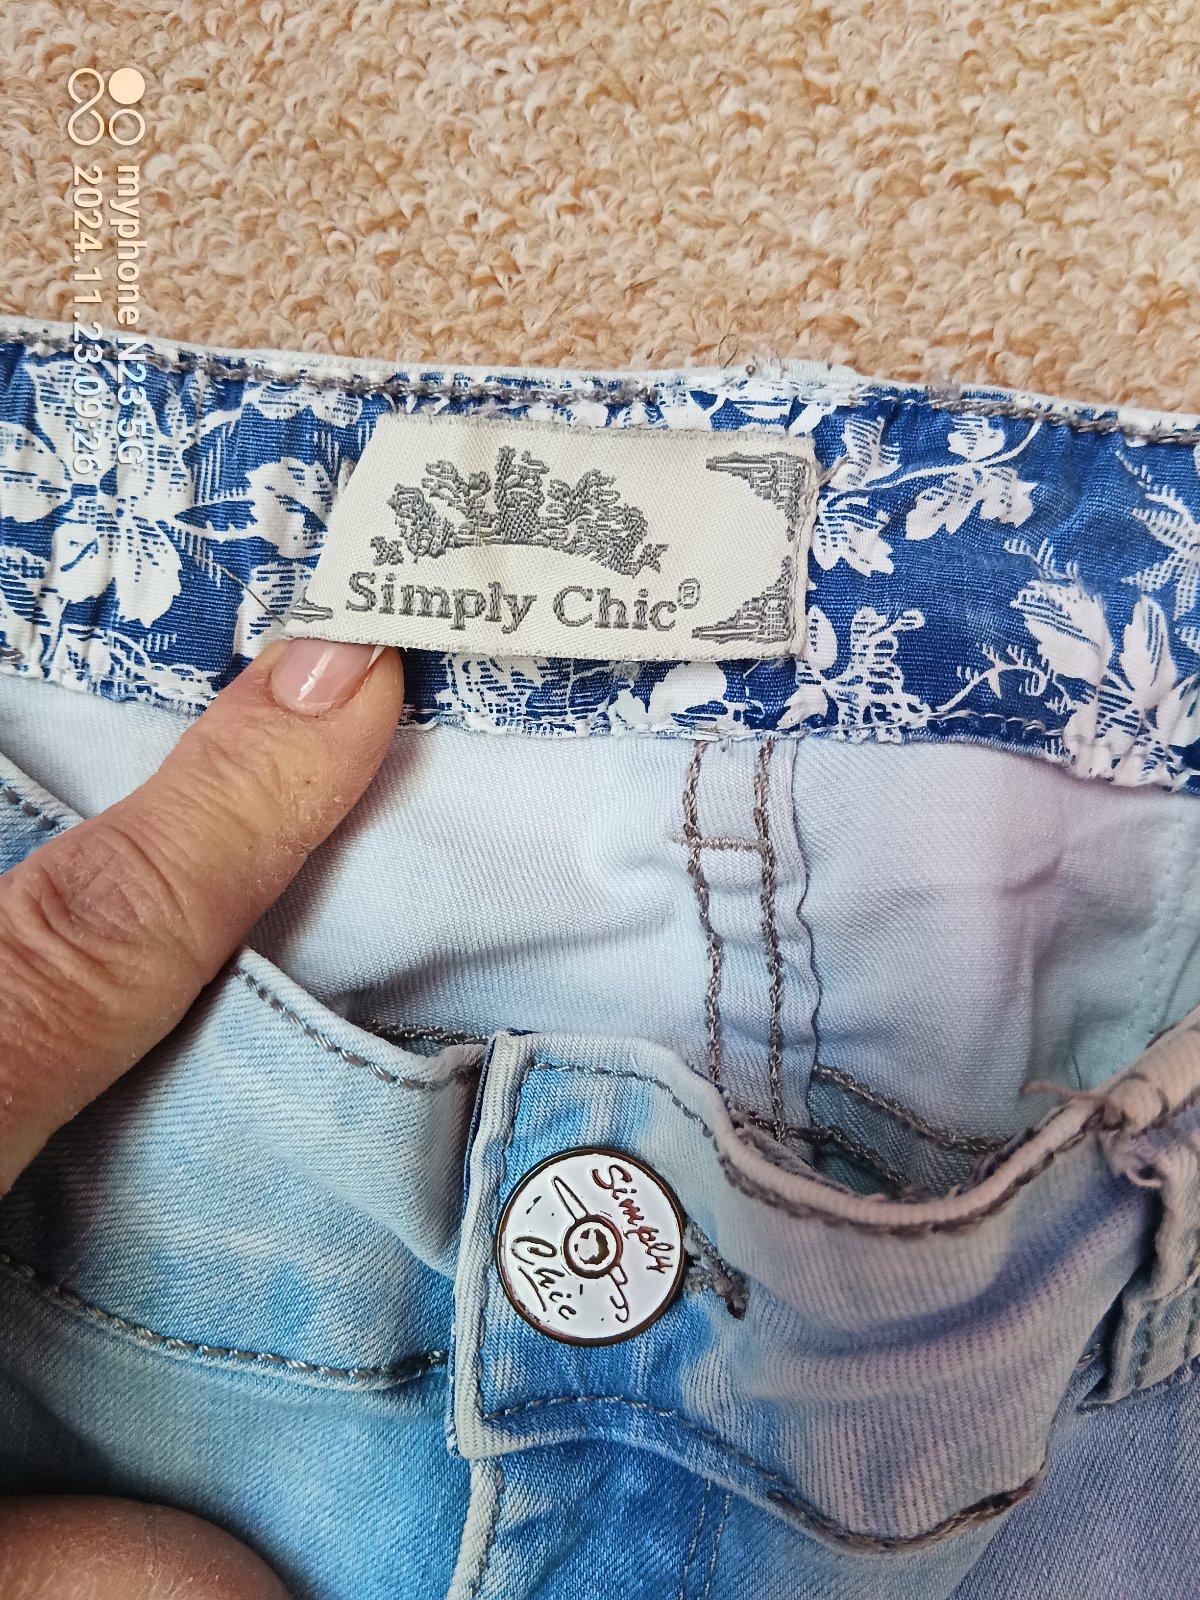 myphone N23 5G
2024.11.23 09:26
Simply Chic®
Simply
Chic